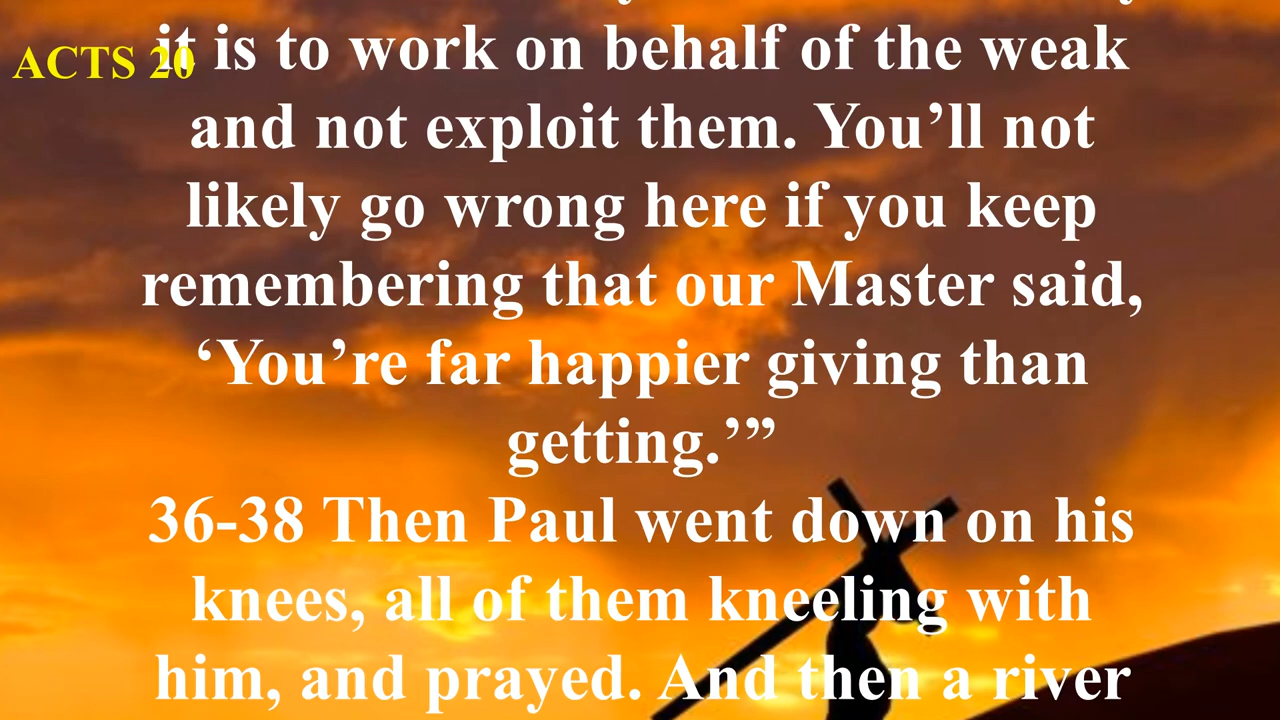 ACTS 20
it is to work on behalf of the weak
and not exploit them. You’ll not
likely go wrong here if you keep
remembering that our Master said,
‘You’re far happier giving than
getting.’”
36-38 Then Paul went down on his
knees, all of them kneeling with
him, and prayed. And then a river